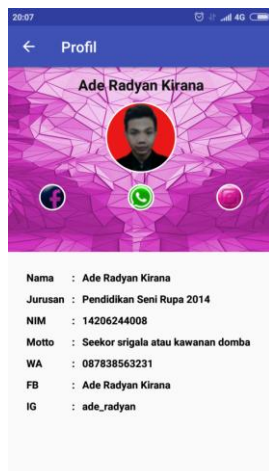 20:07
4G
Profil
Ade Radyan Kirana
Nama : Ade Radyan Kirana
Jurusan : Pendidikan Seni Rupa 2014
NIM : 14206244008
Motto : Seekor srigala atau kawanan domba
WA : 087838563231
FB : Ade Radyan Kirana
IG : ade_radyan